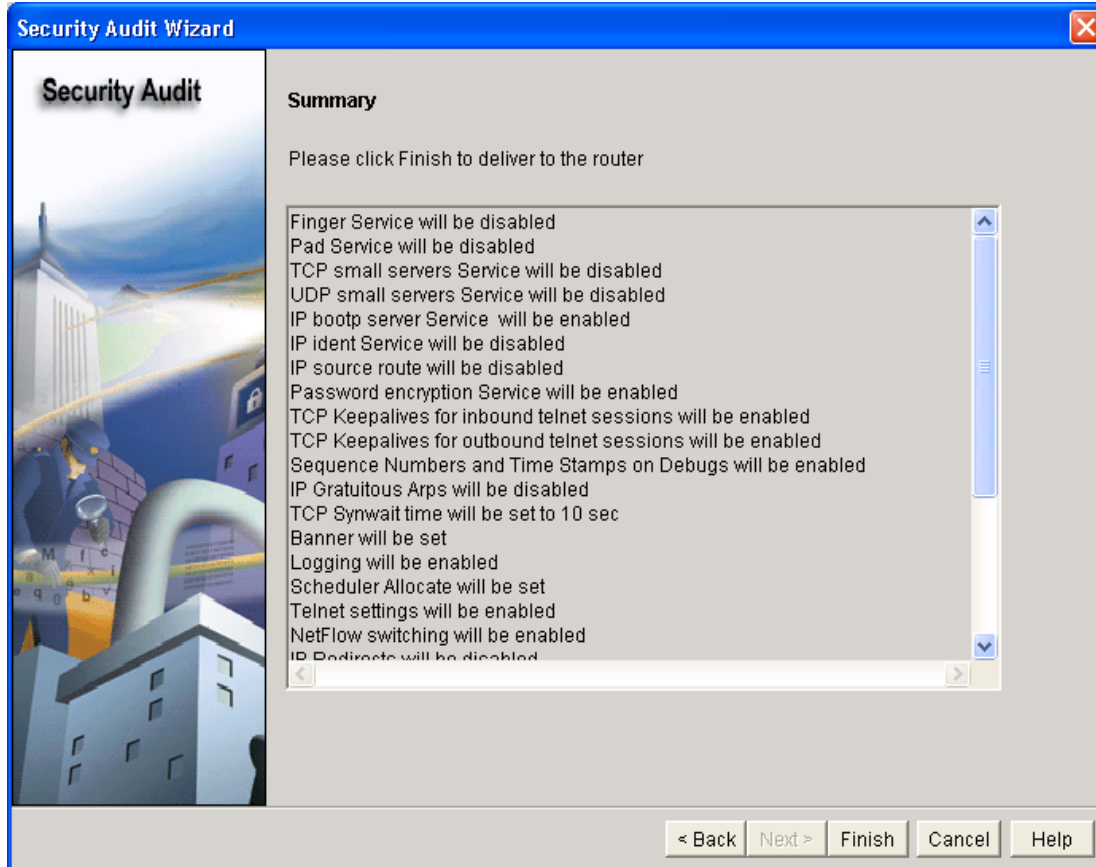 Security Audit Wizard
Security Audit
Summary
Please click Finish to deliver to the router
Finger Service will be disabled
Pad Service will be disabled
TCP small servers Service will be disabled
UDP small servers Service will be disabled
IP bootp server Service  will be enabled
IP ident Service will be disabled
IP source route will be disabled
Password encryption Service will be enabled
TCP Keepalives for inbound telnet sessions will be enabled
TCP Keepalives for outbound telnet sessions will be enabled
Sequence Numbers and Time Stamps on Debugs will be enabled
IP Gratuitous Arps will be disabled
TCP Synwait time will be set to 10 sec
Banner will be set
Logging will be enabled
Scheduler Allocate will be set
Telnet settings will be enabled
NetFlow switching will be enabled
IP Redirects will be disabled
< Back Next > Finish Cancel Help